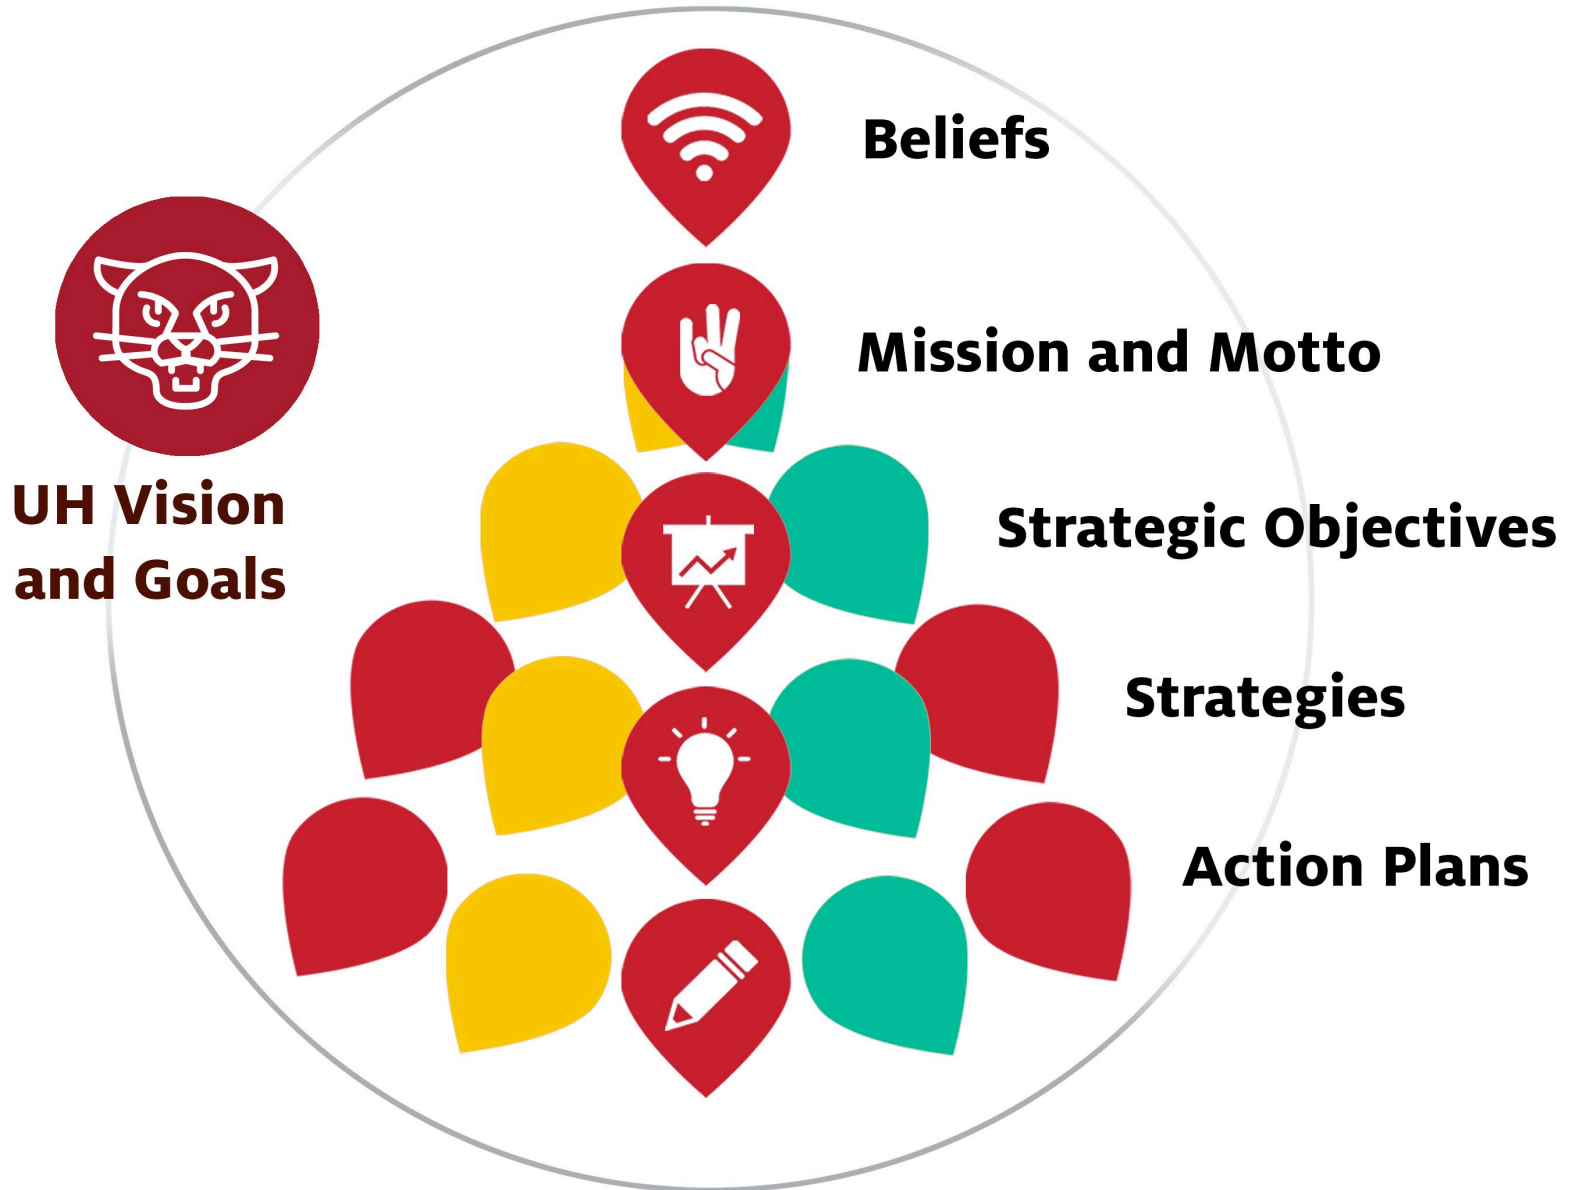 Beliefs
Mission and Motto
UH Vision
and Goals
Strategic Objectives
Strategies
Action Plans